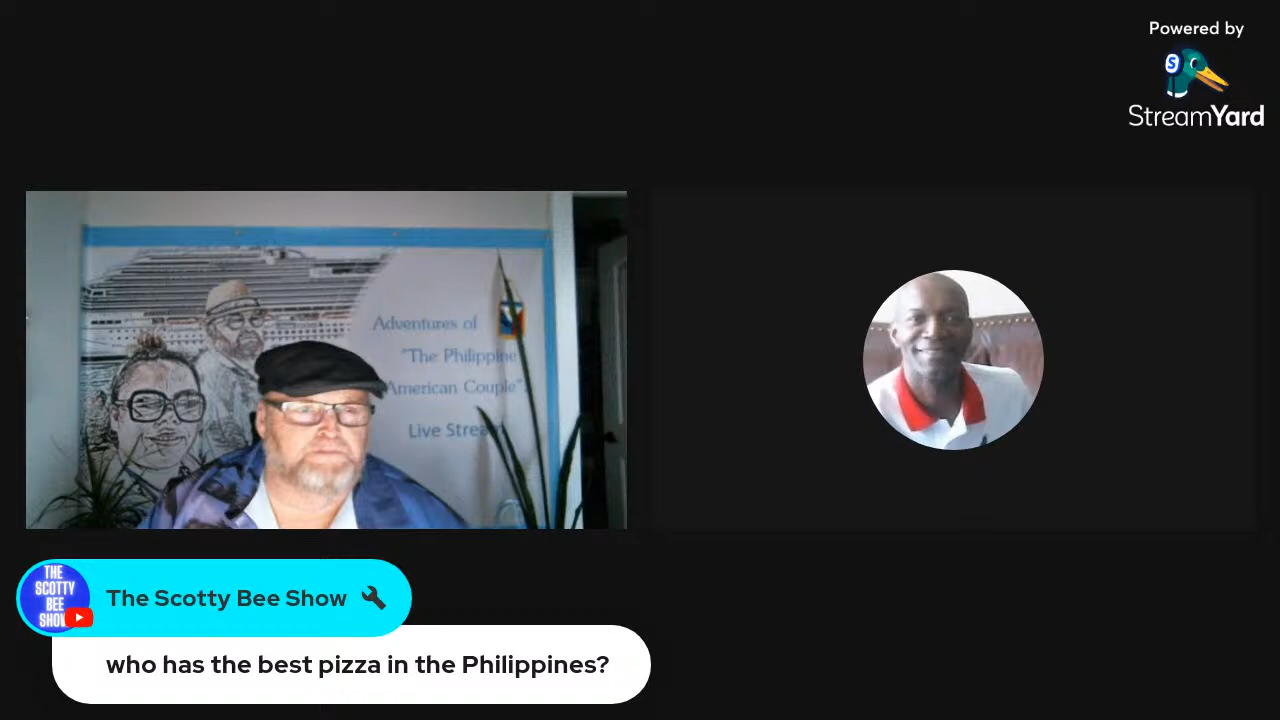 Powered by
StreamYard
Adventures of
"The Philippine
American Couple"
Live Stream
THE
SCOTTY
BEE
SHOW
The Scotty Bee Show
who has the best pizza in the Philippines?